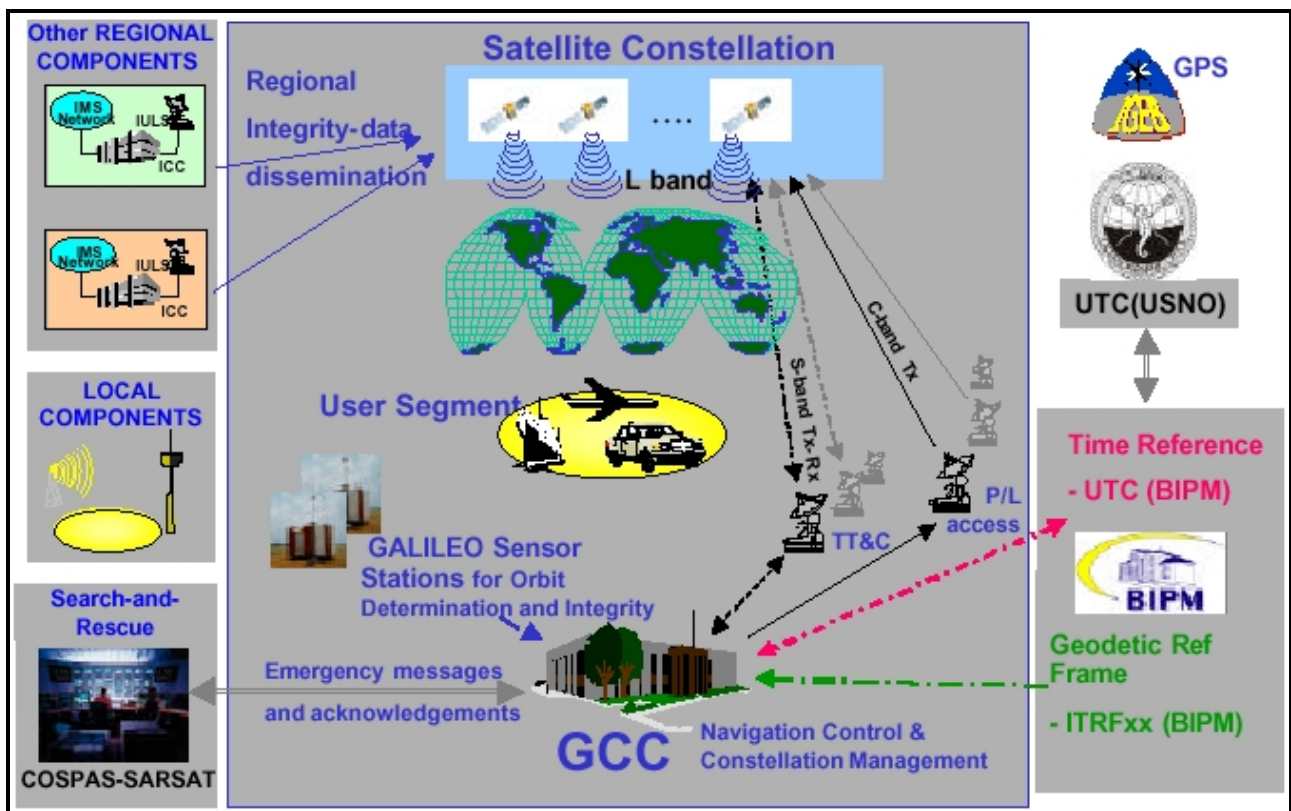 Other REGIONAL
COMPONENTS
IMS
Network
IULS
ICC
IMS
Network
IULS
ICC
LOCAL
COMPONENTS
Search-and-
Rescue
COSPAS-SARSAT
Satellite Constellation
Regional
Integrity-data
dissemination
....
L band
User Segment
S-band Tx-Rx
C-band Tx
P/L
access
TT&C
GALILEO Sensor
Stations for Orbit
Determination and Integrity
Emergency messages
and acknowledgements
GCC
Navigation Control &
Constellation Management
GPS
UTC(USNO)
Time Reference
- UTC (BIPM)
BIPM
Geodetic Ref
Frame
- ITRFxx (BIPM)